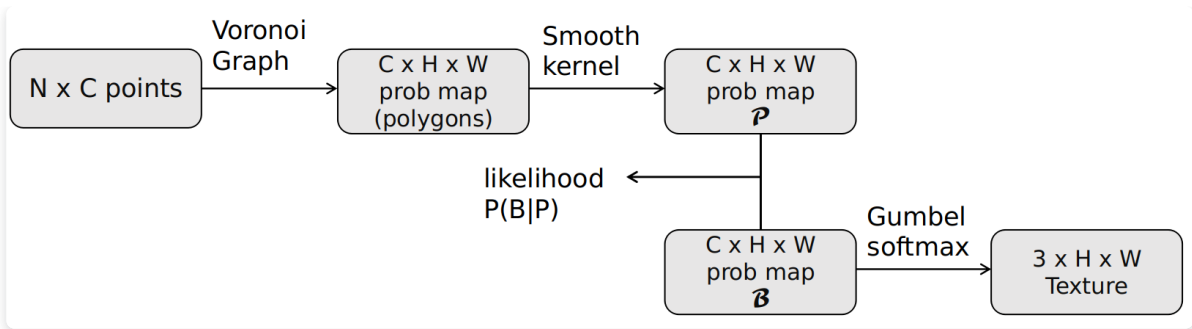 N x C points
Voronoi
Graph
C x H x W
prob map
(polygons)
Smooth
kernel
C x H x W
prob map
𝓟
likelihood
P(B|P)
C x H x W
prob map
𝓑
Gumbel
softmax
3 x H x W
Texture